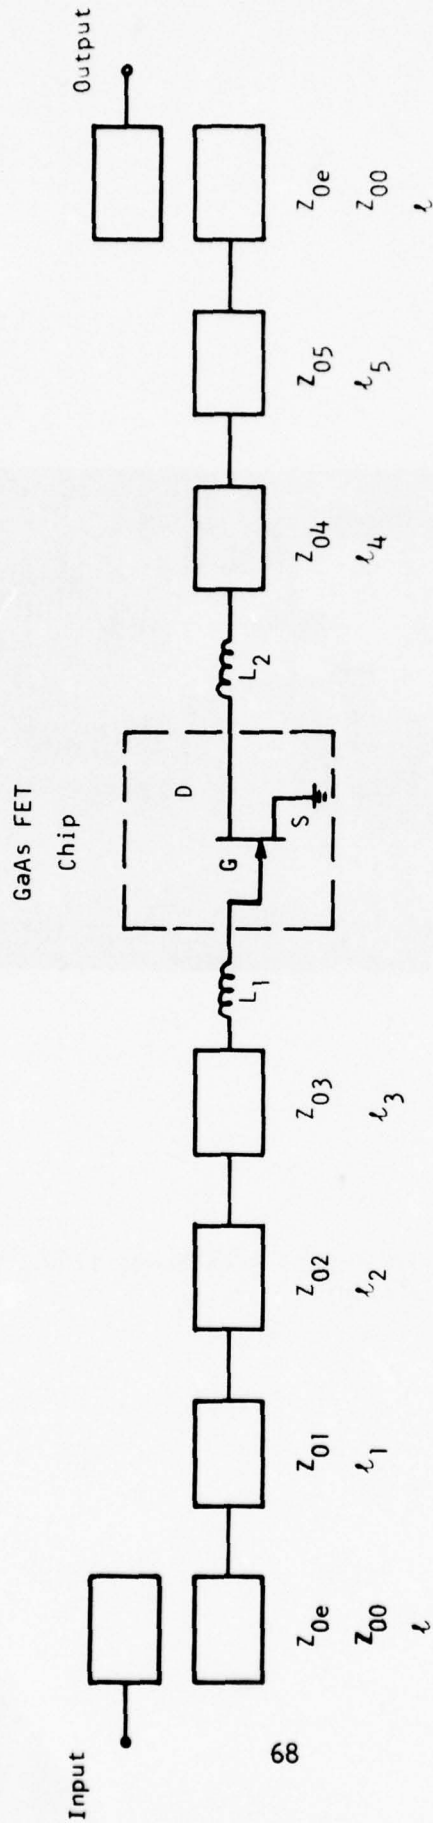 GaAs FET
Chip
Input
Output
G
D
S
L1
L2
Z0e
Z00
ℓ
Z01
ℓ1
Z02
ℓ2
Z03
ℓ3
Z04
ℓ4
Z05
ℓ5
Z0e
Z00
ℓ
68